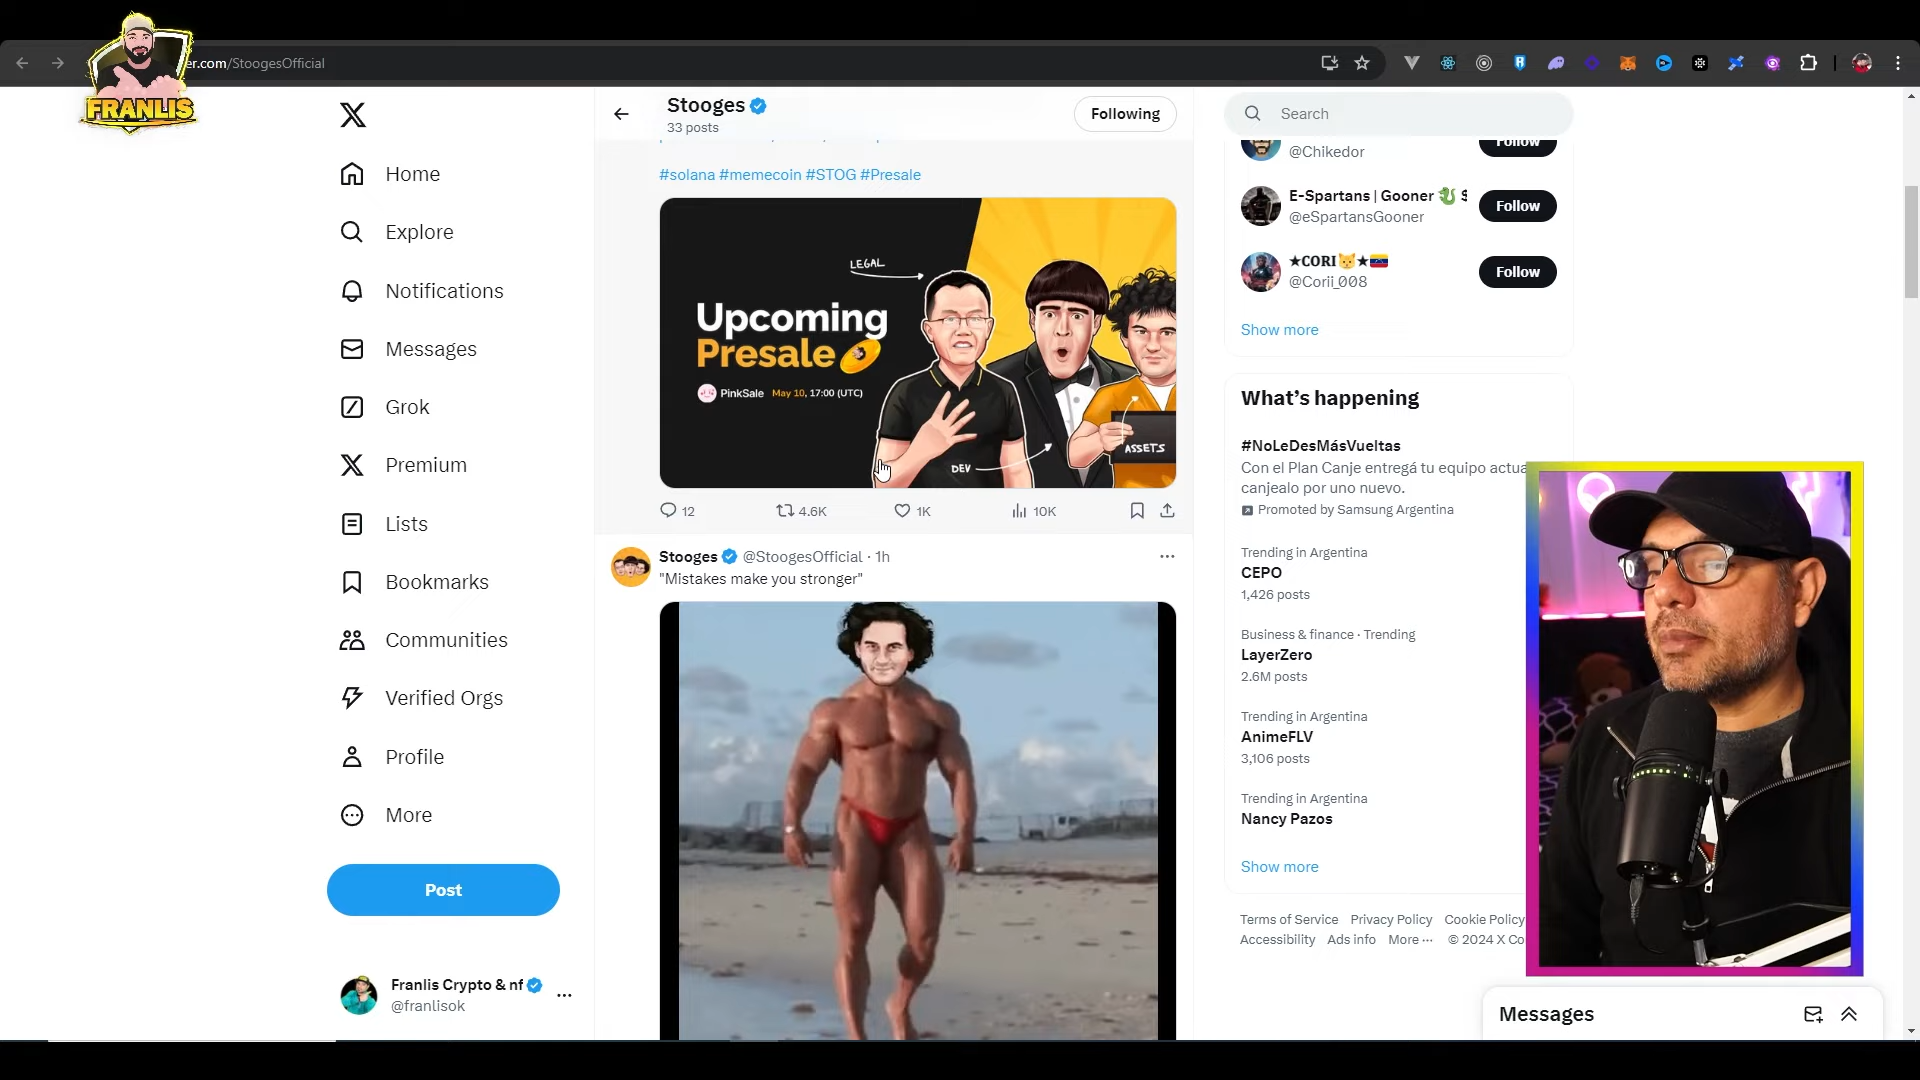 er.com/StoogesOfficial
FRANLIS
Home
Explore
Notifications
Messages
Grok
Premium
Lists
Bookmarks
Communities
Verified Orgs
Profile
More
Post
Franlis Crypto & nf
@franlisok
Stooges
33 posts
Following
#solana #memecoin #STOG #Presale
LEGAL
Upcoming
Presale
PinkSale May 10, 17:00 (UTC)
DEV
ASSETS
12 4.6K 1K 10K
Stooges @StoogesOfficial · 1h
"Mistakes make you stronger"
Search
@Chikedor
Follow
E-Spartans | Gooner
@eSpartansGooner
Follow
★CORI🐱★🇻🇪
@Corii_008
Follow
Show more
What's happening
#NoLeDesMásVueltas
Con el Plan Canje entregá tu equipo actua
canjealo por uno nuevo.
Promoted by Samsung Argentina
Trending in Argentina
CEPO
1,426 posts
Business & finance · Trending
LayerZero
2.6M posts
Trending in Argentina
AnimeFLV
3,106 posts
Trending in Argentina
Nancy Pazos
Show more
Terms of Service Privacy Policy Cookie Policy
Accessibility Ads info More ··· © 2024 X Co
Messages